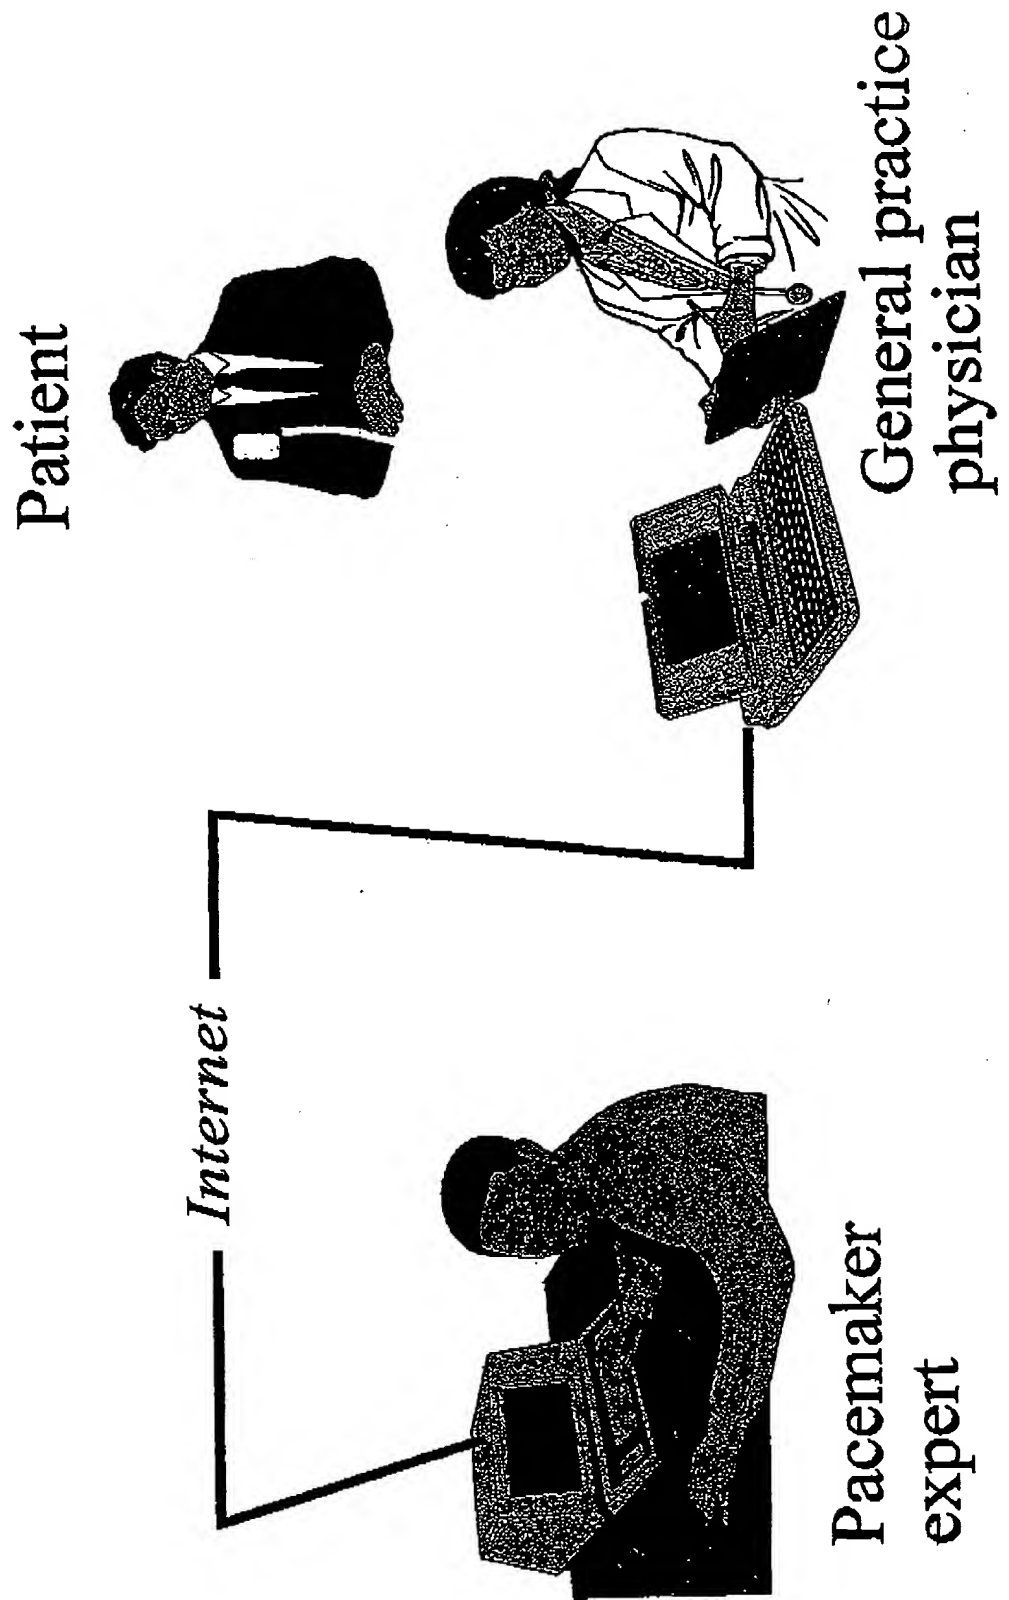 Patient
Internet
General practice
physician
Pacemaker
expert